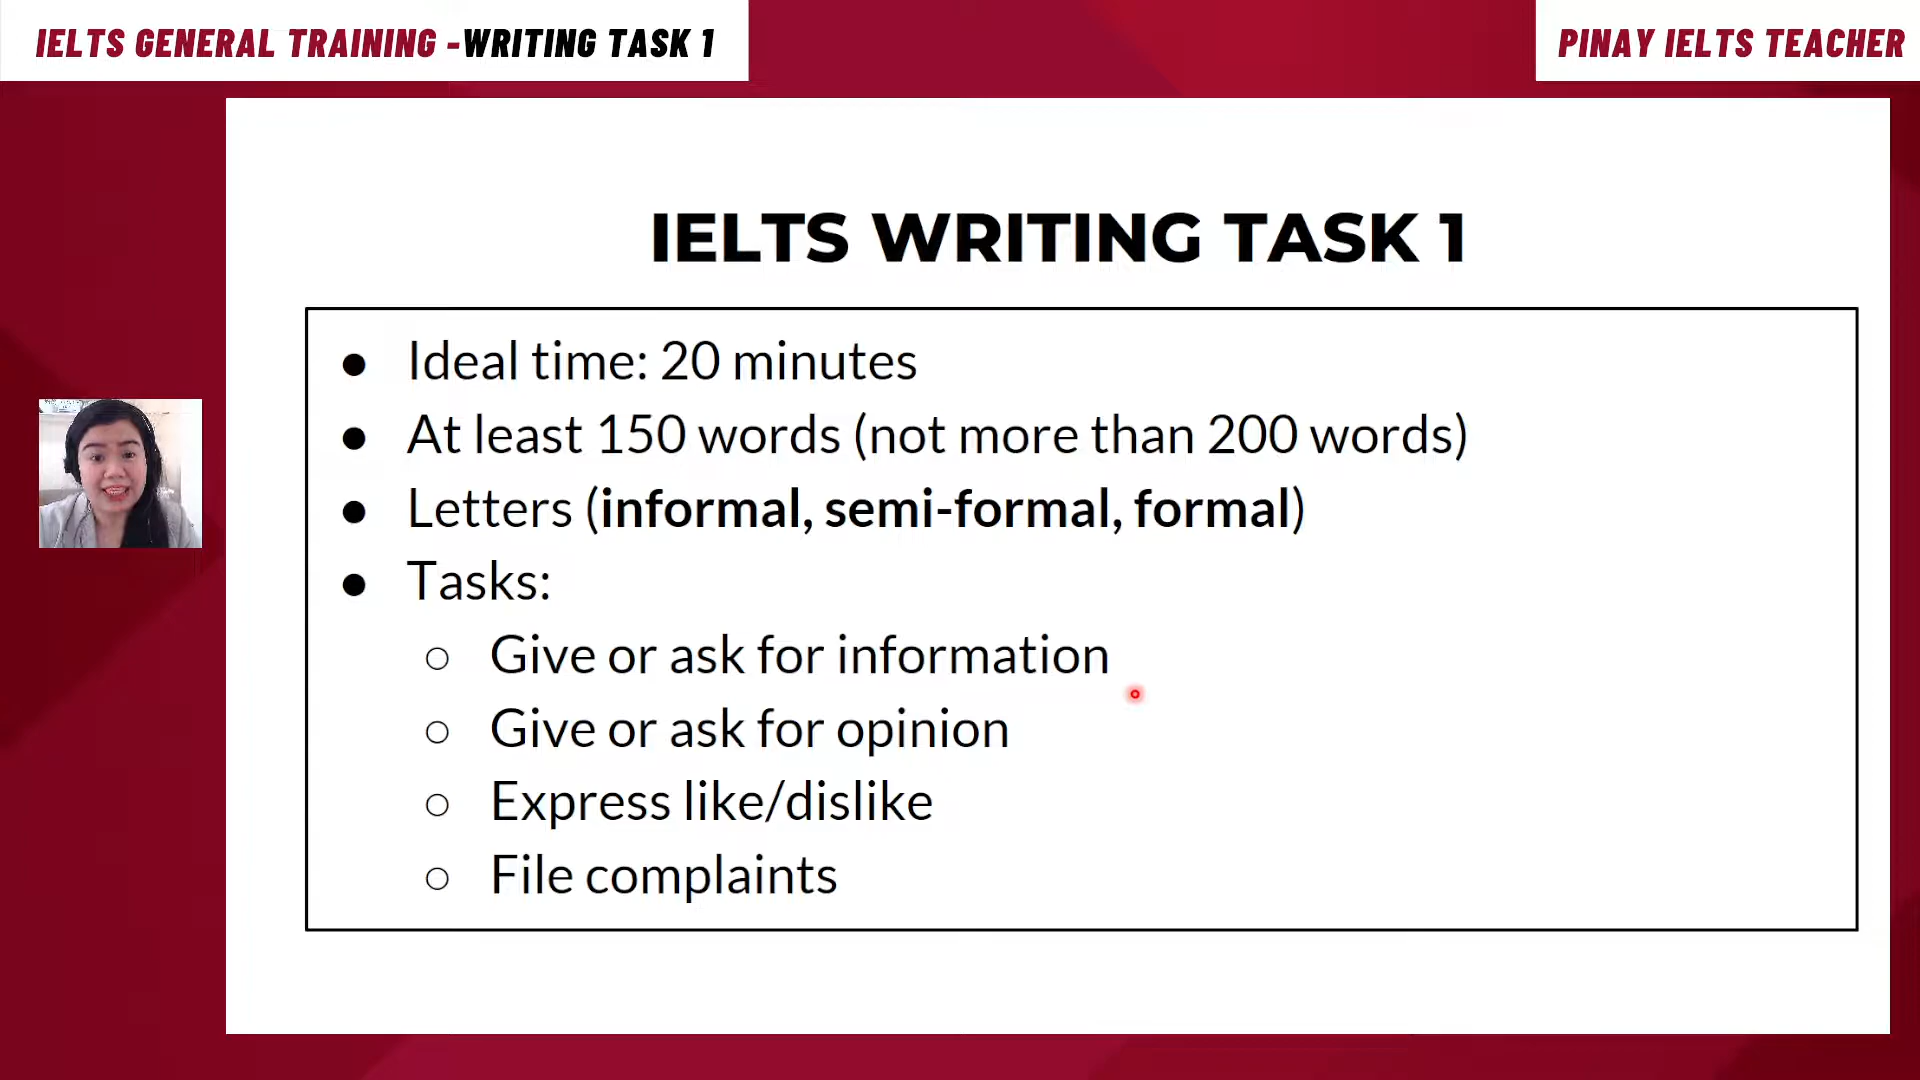 IELTS GENERAL TRAINING -WRITING TASK 1
PINAY IELTS TEACHER
IELTS WRITING TASK 1
● Ideal time: 20 minutes
● At least 150 words (not more than 200 words)
● Letters (informal, semi-formal, formal)
● Tasks:
○ Give or ask for information
○ Give or ask for opinion
○ Express like/dislike
○ File complaints